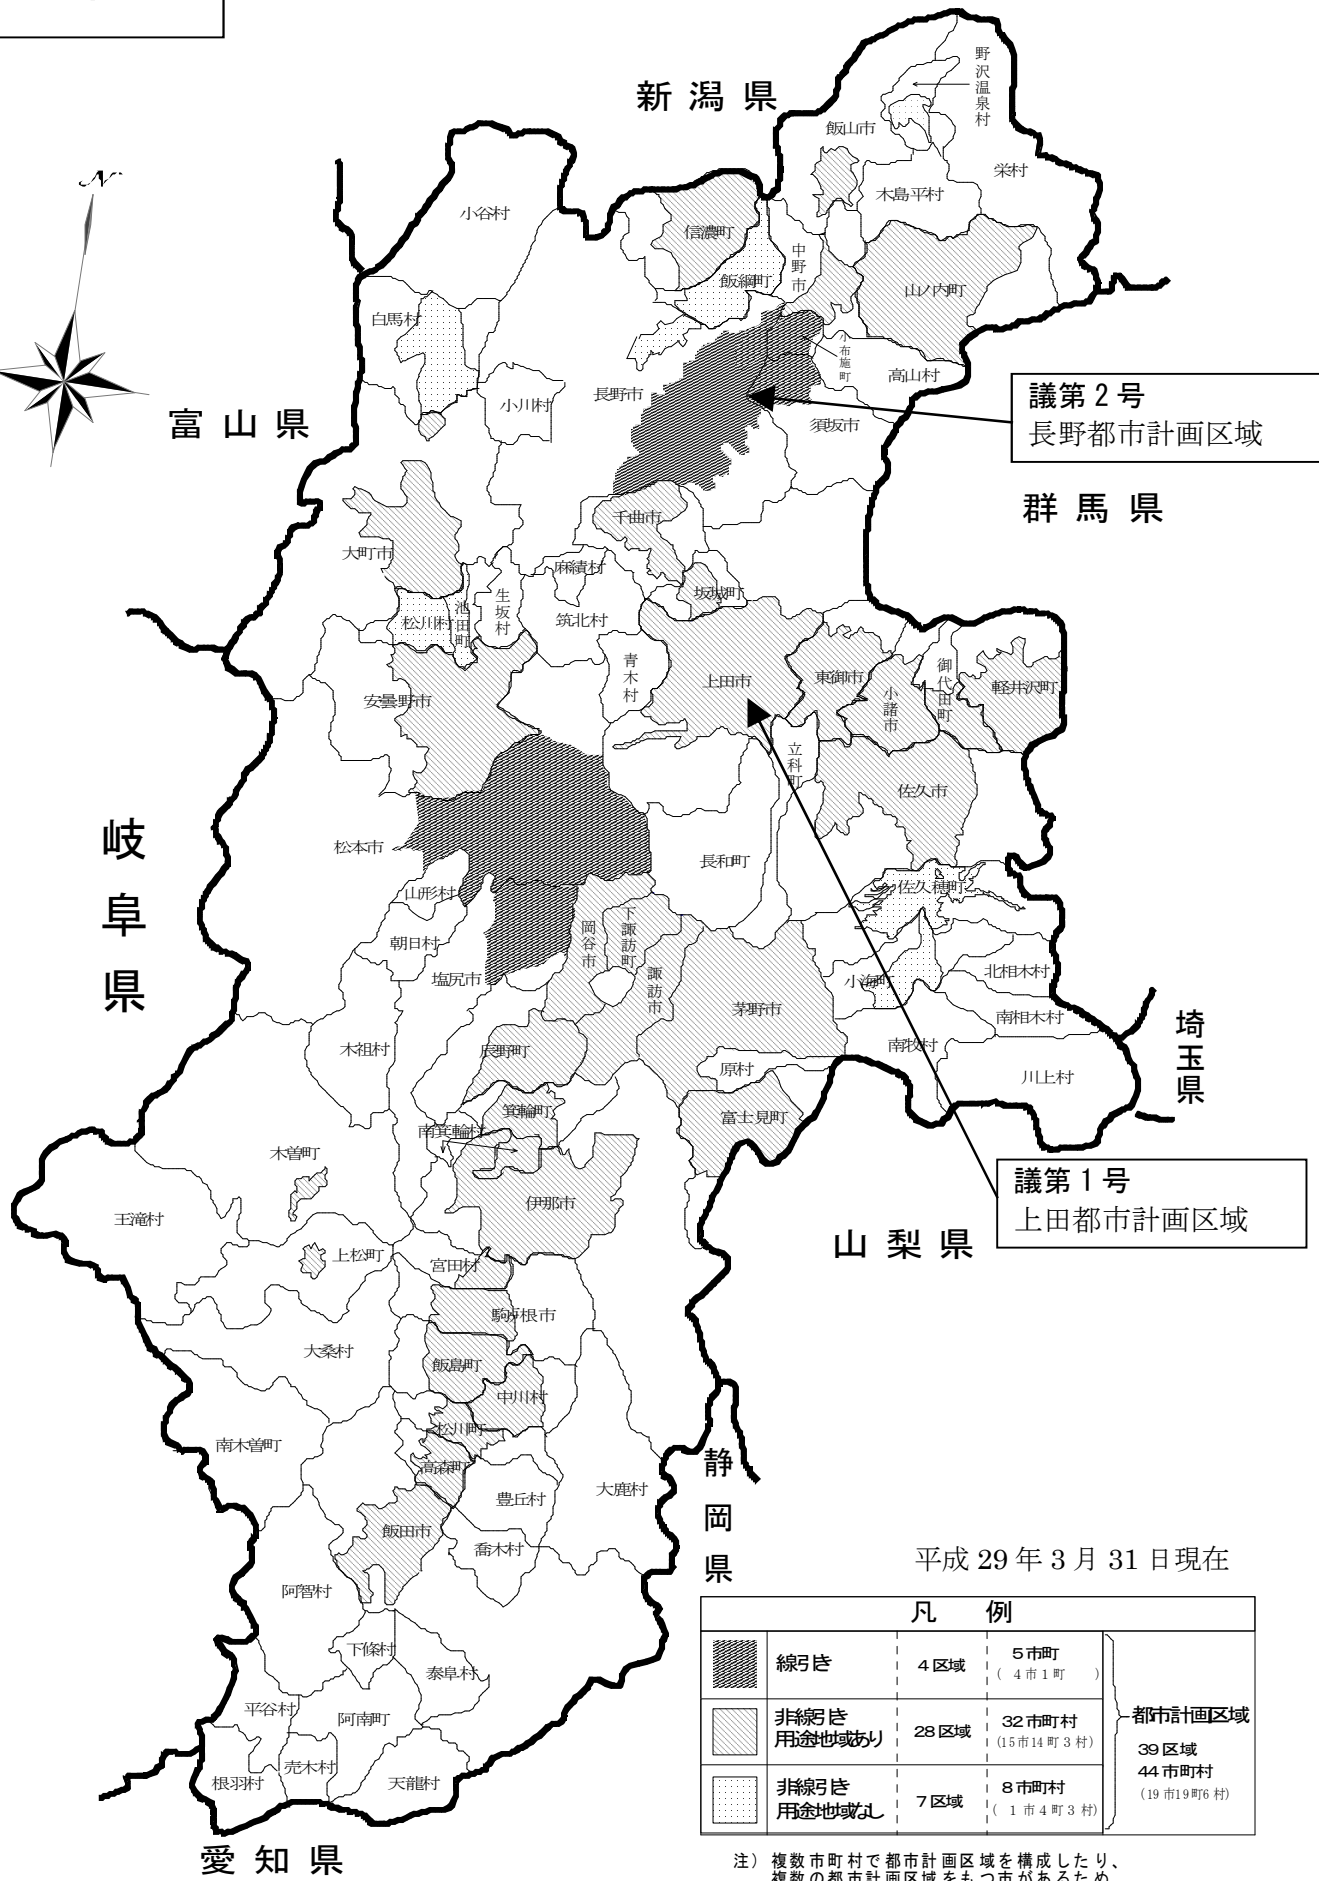 新潟県
野沢温泉村
飯山市
栄村
木島平村
小谷村
信濃町
中野市
飯綱町
山ノ内町
白馬村
小布施町
高山村
長野市
小川村
須坂市
富山県
議第2号
長野都市計画区域
群馬県
千曲市
大町市
麻績村
坂城町
生坂村
池田町
松川村
筑北村
青木村
上田市
東御市
御代田町
軽井沢町
小諸市
安曇野市
立科町
佐久市
岐阜県
松本市
長和町
山形村
佐久穂町
朝日村
岡谷市
下諏訪町
諏訪市
塩尻市
小海町
北相木村
茅野市
南相木村
埼玉県
木祖村
辰野町
南牧村
原村
川上村
箕輪町
富士見町
南箕輪村
木曽町
議第1号
上田都市計画区域
伊那市
王滝村
山梨県
上松町
宮田村
駒ヶ根市
大桑村
飯島町
中川村
松川町
南木曽町
高森町
静岡県
大鹿村
豊丘村
飯田市
喬木村
平成29年3月31日現在
阿智村
凡 例
下條村
線引き 4区域 5市町
(4市1町 )
泰阜村
平谷村
阿南町
非線引き
用途地域あり 28区域 32市町村
(15市14町3村)
都市計画区域
39区域
44市町村
(19市19町6村)
売木村
根羽村
天龍村
非線引き
用途地域なし 7区域 8市町村
( 1市4町3村)
愛知県
注) 複数市町村で都市計画区域を構成したり、
複数の都市計画区域をもつ市があるため
N